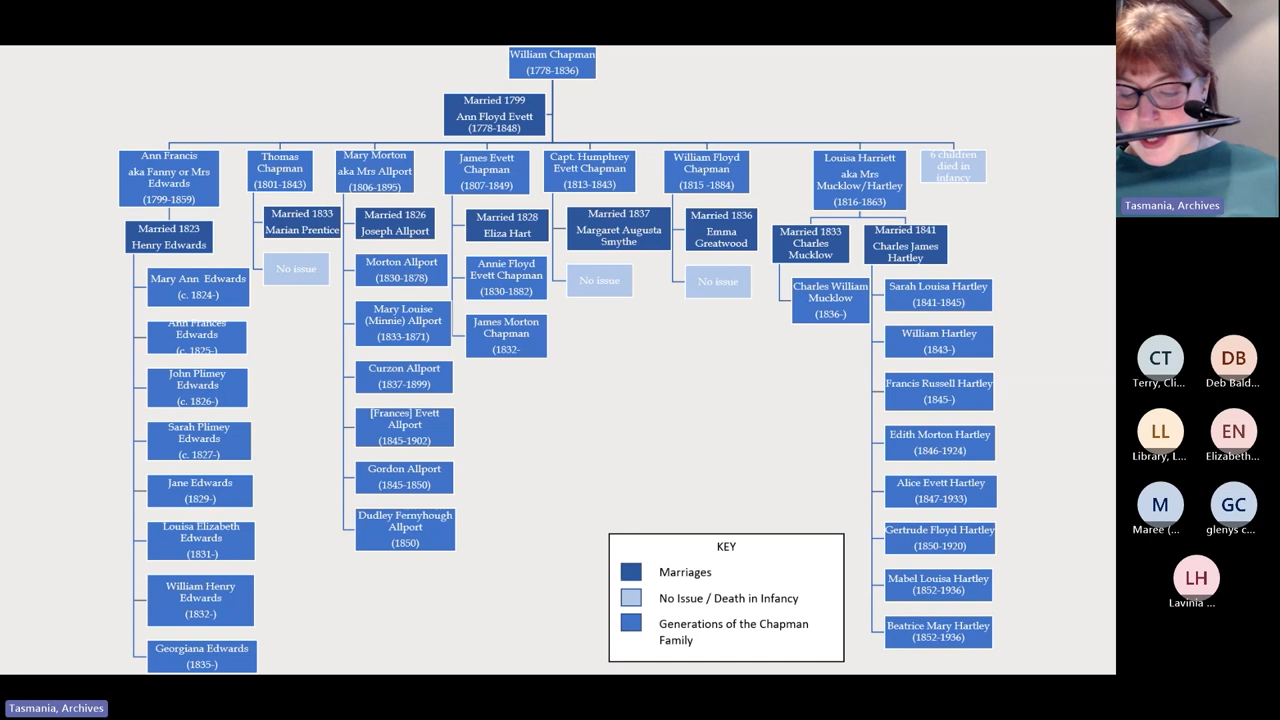 William Chapman
(1778-1836)
Married 1799
Ann Floyd Evett
(1778-1848)
Ann Francis
aka Fanny or Mrs
Edwards
(1799-1859)
Married 1823
Henry Edwards
Mary Ann Edwards
(c. 1824-)
Ann Frances
Edwards
(c. 1825-)
John Plimey
Edwards
(c. 1826-)
Sarah Plimey
Edwards
(c. 1827-)
Jane Edwards
(1829-)
Louisa Elizabeth
Edwards
(1831-)
William Henry
Edwards
(1832-)
Georgiana Edwards
(1835-)
Thomas
Chapman
(1801-1843)
Married 1833
Marian Prentice
No issue
Mary Morton
aka Mrs Allport
(1806-1895)
Married 1826
Joseph Allport
Morton Allport
(1830-1878)
Mary Louise
(Minnie) Allport
(1833-1871)
Curzon Allport
(1837-1899)
[Frances] Evett
Allport
(1845-1902)
Gordon Allport
(1845-1850)
Dudley Fernyhough
Allport
(1850)
James Evett
Chapman
(1807-1849)
Married 1828
Eliza Hart
Annie Floyd
Evett Chapman
(1830-1882)
James Morton
Chapman
(1832-
Capt. Humphrey
Evett Chapman
(1813-1843)
Married 1837
Margaret Augusta
Smythe
No issue
William Floyd
Chapman
(1815 -1884)
Married 1836
Emma
Greatwood
No issue
Louisa Harriett
aka Mrs
Mucklow/Hartley
(1816-1863)
Married 1833
Charles
Mucklow
Charles William
Mucklow
(1836-)
Married 1841
Charles James
Hartley
Sarah Louisa Hartley
(1841-1845)
William Hartley
(1843-)
Francis Russell Hartley
(1845-)
Edith Morton Hartley
(1846-1924)
Alice Evett Hartley
(1847-1933)
Gertrude Floyd Hartley
(1850-1920)
Mabel Louisa Hartley
(1852-1936)
Beatrice Mary Hartley
(1852-1936)
6 children
died in
infancy
KEY
Marriages
No Issue / Death in Infancy
Generations of the Chapman
Family
Tasmania, Archives
CT
Terry, Cli...
DB
Deb Bald...
LL
Library, L...
EN
Elizabeth...
M
Maree (...
GC
glenys c...
LH
Lavinia ...
Tasmania, Archives